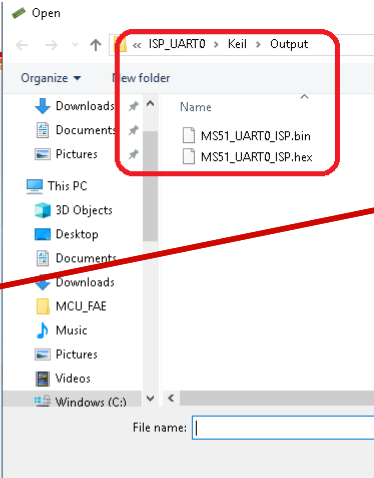 Open
« ISP_UART0 > Keil > Output
Organize New folder
Name
Downloads
Documents
Pictures
This PC
3D Objects
Desktop
Documents
Downloads
MCU_FAE
Music
Pictures
Videos
Windows (C:)
MS51_UART0_ISP.bin
MS51_UART0_ISP.hex
File name: